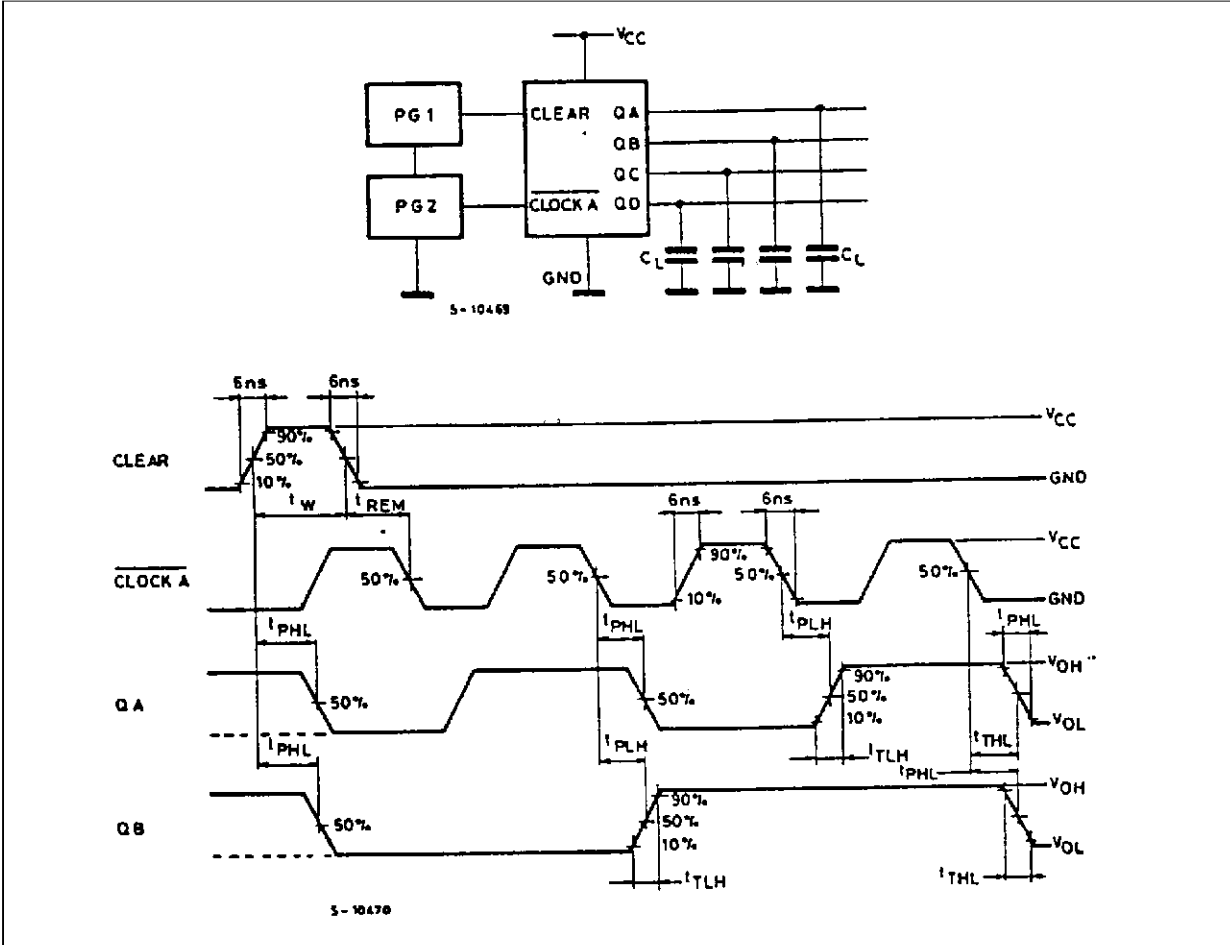 VCC
PG1
CLEAR QA
QB
QC
PG2
CLOCK A QD
CL CL
GND
S-10469
6ns 6ns
VCC
90%
CLEAR
50%
10%
GND
tW tREM
6ns 6ns
VCC
90%
CLOCK A
50% 50% 50% 50%
10%
GND
tPHL tPHL tPLH tPHL
VOH"
90%
QA
50% 50% 50%
10%
VOL
tPHL tPLH tTLH tTHL
tPHL
VOH
90%
QB
50% 50%
10%
VOL
tTLH tTHL
S-10470